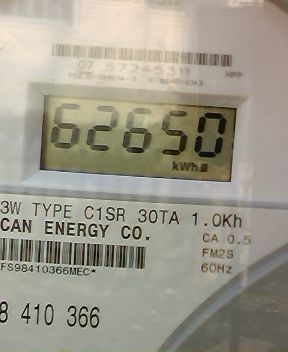 07 57245311 HPP
62650
kWh
3W TYPE C1SR 30TA 1.0Kh
CAN ENERGY CO.
CA 0.5
FM2S
FS98410366MEC*
60Hz
8 410 366